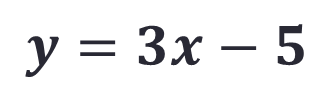 y = 3x − 5